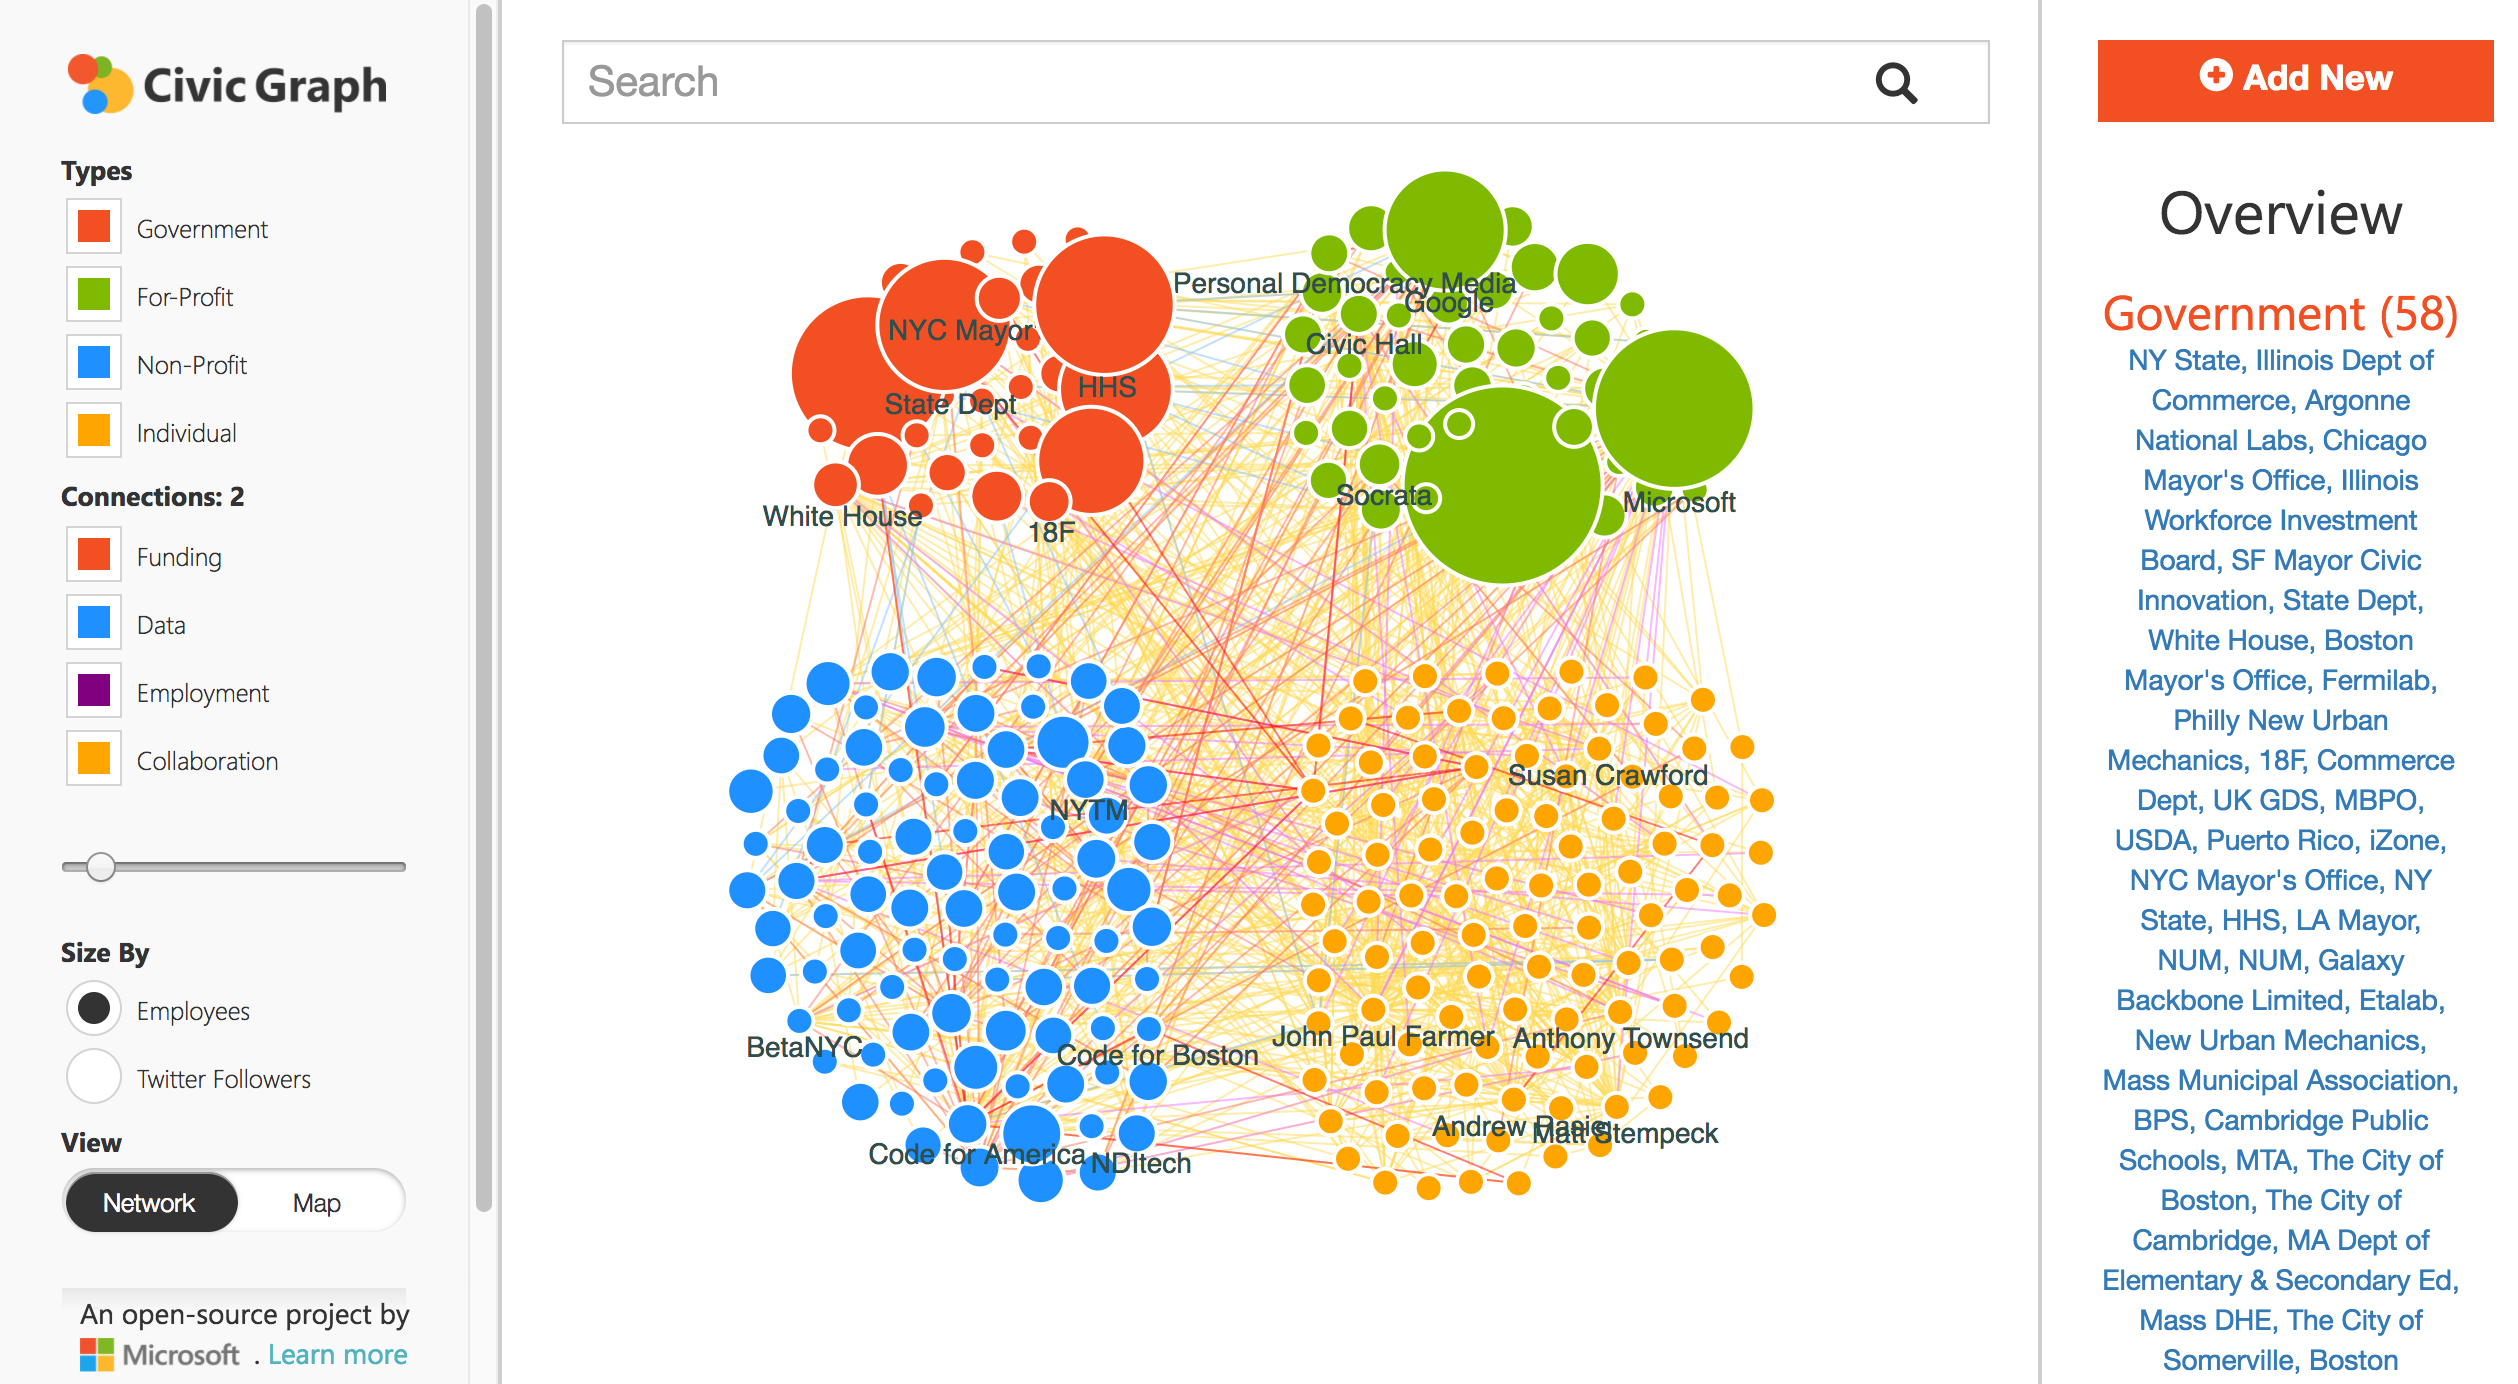 Civic Graph
Types
Government
For-Profit
Non-Profit
Individual
Connections: 2
Funding
Data
Employment
Collaboration
Size By
Employees
Twitter Followers
View
Network
Map
An open-source project by
Microsoft . Learn more
Search
Personal Democracy Media
Google
NYC Mayor
Civic Hall
HHS
State Dept
Socrata
Microsoft
White House
18F
Susan Crawford
NYTM
John Paul Farmer
Anthony Townsend
BetaNYC
Code for Boston
Andrew Rasiej
Matt Stempeck
Code for America
NDItech
Add New
Overview
Government (58)
NY State, Illinois Dept of
Commerce, Argonne
National Labs, Chicago
Mayor's Office, Illinois
Workforce Investment
Board, SF Mayor Civic
Innovation, State Dept,
White House, Boston
Mayor's Office, Fermilab,
Philly New Urban
Mechanics, 18F, Commerce
Dept, UK GDS, MBPO,
USDA, Puerto Rico, iZone,
NYC Mayor's Office, NY
State, HHS, LA Mayor,
NUM, NUM, Galaxy
Backbone Limited, Etalab,
New Urban Mechanics,
Mass Municipal Association,
BPS, Cambridge Public
Schools, MTA, The City of
Boston, The City of
Cambridge, MA Dept of
Elementary & Secondary Ed,
Mass DHE, The City of
Somerville, Boston